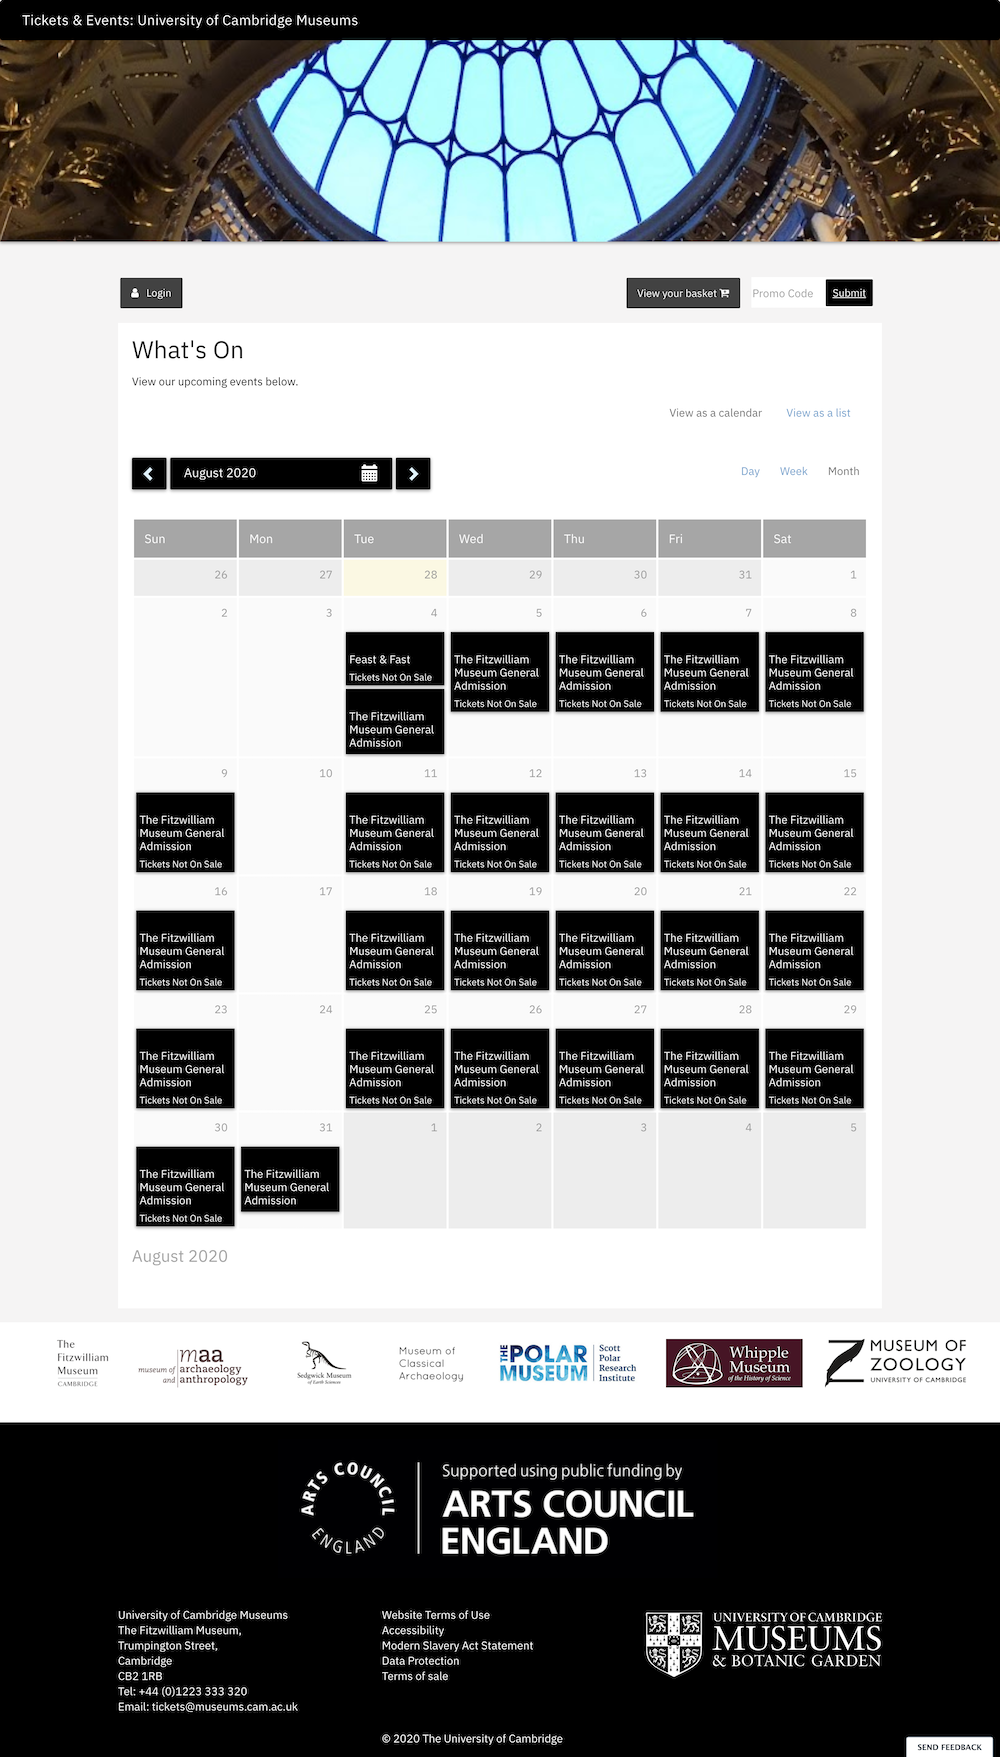 Tickets & Events: University of Cambridge Museums
Login
View your basket
Promo Code
Submit
What's On
View our upcoming events below.
View as a calendar
View as a list
August 2020
Day
Week
Month
Sun
Mon
Tue
Wed
Thu
Fri
Sat
26
27
28
29
30
31
1
2
3
4
Feast & Fast
Tickets Not On Sale
The Fitzwilliam
Museum General
Admission
5
The Fitzwilliam
Museum General
Admission
Tickets Not On Sale
6
The Fitzwilliam
Museum General
Admission
Tickets Not On Sale
7
The Fitzwilliam
Museum General
Admission
Tickets Not On Sale
8
The Fitzwilliam
Museum General
Admission
Tickets Not On Sale
9
The Fitzwilliam
Museum General
Admission
Tickets Not On Sale
10
11
The Fitzwilliam
Museum General
Admission
Tickets Not On Sale
12
The Fitzwilliam
Museum General
Admission
Tickets Not On Sale
13
The Fitzwilliam
Museum General
Admission
Tickets Not On Sale
14
The Fitzwilliam
Museum General
Admission
Tickets Not On Sale
15
The Fitzwilliam
Museum General
Admission
Tickets Not On Sale
16
The Fitzwilliam
Museum General
Admission
Tickets Not On Sale
17
18
The Fitzwilliam
Museum General
Admission
Tickets Not On Sale
19
The Fitzwilliam
Museum General
Admission
Tickets Not On Sale
20
The Fitzwilliam
Museum General
Admission
Tickets Not On Sale
21
The Fitzwilliam
Museum General
Admission
Tickets Not On Sale
22
The Fitzwilliam
Museum General
Admission
Tickets Not On Sale
23
The Fitzwilliam
Museum General
Admission
Tickets Not On Sale
24
25
The Fitzwilliam
Museum General
Admission
Tickets Not On Sale
26
The Fitzwilliam
Museum General
Admission
Tickets Not On Sale
27
The Fitzwilliam
Museum General
Admission
Tickets Not On Sale
28
The Fitzwilliam
Museum General
Admission
Tickets Not On Sale
29
The Fitzwilliam
Museum General
Admission
Tickets Not On Sale
30
The Fitzwilliam
Museum General
Admission
Tickets Not On Sale
31
The Fitzwilliam
Museum General
Admission
1
2
3
4
5
August 2020
The
Fitzwilliam
Museum
CAMBRIDGE
museum of
and
maa
archaeology
anthropology
Sedgwick Museum
of Earth Sciences
Museum of
Classical
Archaeology
THE POLAR
MUSEUM
Scott
Polar
Research
Institute
Whipple
Museum
of the History of Science
MUSEUM OF
ZOOLOGY
UNIVERSITY OF CAMBRIDGE
ARTS COUNCIL
ENGLAND
Supported using public funding by
ARTS COUNCIL
ENGLAND
University of Cambridge Museums
The Fitzwilliam Museum,
Trumpington Street,
Cambridge
CB2 1RB
Tel: +44 (0)1223 333 320
Email: tickets@museums.cam.ac.uk
Website Terms of Use
Accessibility
Modern Slavery Act Statement
Data Protection
Terms of sale
UNIVERSITY OF CAMBRIDGE
MUSEUMS
& BOTANIC GARDEN
© 2020 The University of Cambridge
SEND FEEDBACK